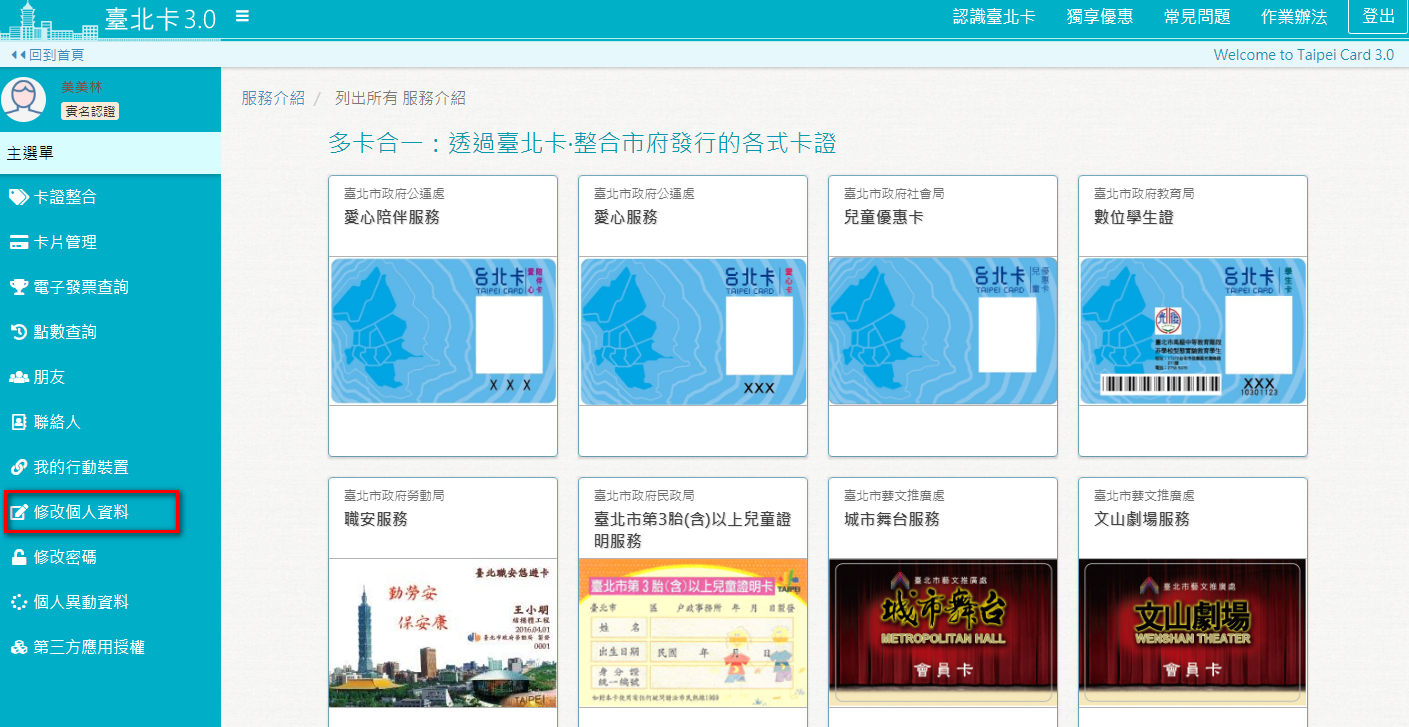 臺北卡 3.0
認識臺北卡 獨享優惠 常見問題 作業辦法 登出
回到首頁
Welcome to Taipei Card 3.0
美美林
實名認證
主選單
卡證整合
卡片管理
電子發票查詢
點數查詢
朋友
聯絡人
我的行動裝置
修改個人資料
修改密碼
個人異動資料
第三方應用授權
服務介紹 / 列出所有 服務介紹
多卡合一：透過臺北卡‧整合市府發行的各式卡證
臺北市政府公運處
愛心陪伴服務
台北卡
TAIPEI CARD
愛心陪伴卡
X X X
臺北市政府公運處
愛心服務
台北卡
TAIPEI CARD
愛心卡
XXX
臺北市政府社會局
兒童優惠卡
台北卡
TAIPEI CARD
兒童優惠卡
臺北市政府教育局
數位學生證
台北卡
TAIPEI CARD
學生卡
XXX
10301123
臺北市政府勞動局
職安服務
臺北職安悠遊卡
勤勞安
保安康
王小明
結構體工程
2016.04.01
臺北市政府勞動局 製發
0001
TAIPEI
臺北市政府民政局
臺北市第3胎(含)以上兒童證
明服務
臺北市第3胎(含)以上兒童證明卡
TAIPEI
臺北市 區 戶政事務所 年 月 日製發
姓 名
出生日期 民國 年 月
身分證
統一編號
臺北市藝文推廣處
城市舞台服務
臺北市藝文推廣處
城市舞台
METROPOLITAN HALL
會員卡
臺北市藝文推廣處
文山劇場服務
臺北市藝文推廣處
文山劇場
WENSHAN THEATER
會員卡